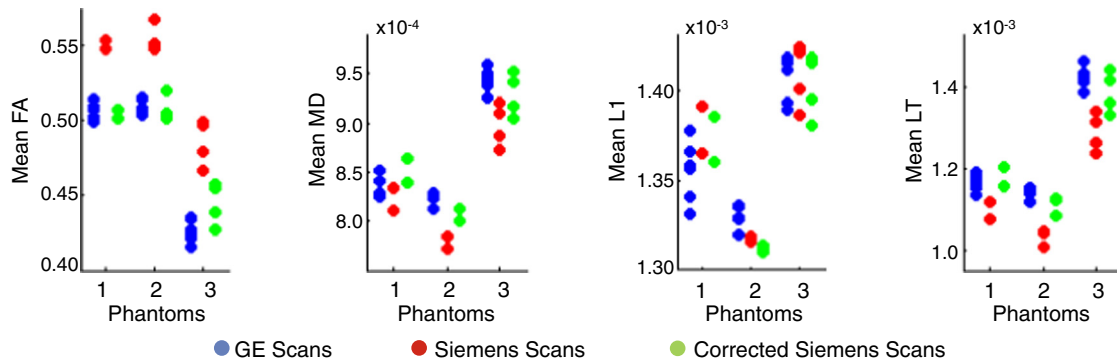 Mean FA
0.55
0.50
0.45
0.40
1 2 3
Phantoms
x10-4
Mean MD
9.5
9.0
8.5
8.0
1 2 3
Phantoms
x10-3
Mean L1
1.40
1.35
1.30
1 2 3
Phantoms
x10-3
Mean LT
1.4
1.2
1.0
1 2 3
Phantoms
GE Scans
Siemens Scans
Corrected Siemens Scans